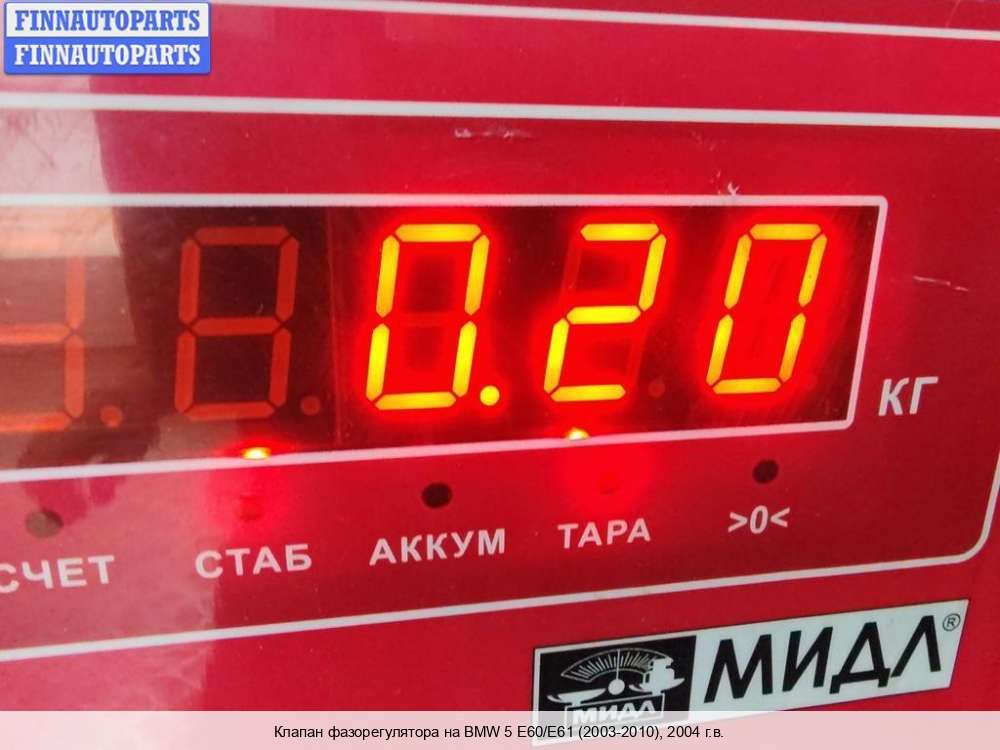 FINNAUTOPARTS
FINNAUTOPARTS
0.20
КГ
СЧЕТ СТАБ АККУМ ТАРА >0<
МИДЛ®
МИДЛ
Клапан фазорегулятора на BMW 5 E60/E61 (2003-2010), 2004 г.в.